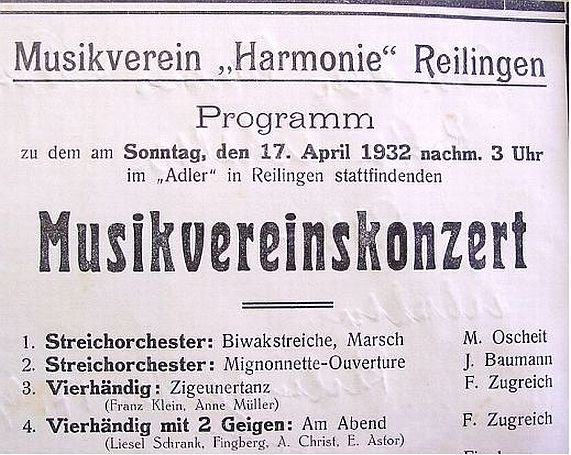 Musikverein „Harmonie“ Reilingen
Programm
zu dem am Sonntag, den 17. April 1932 nachm. 3 Uhr
im „Adler“ in Reilingen stattfindenden
Musikvereinskonzert
1. Streichorchester: Biwakstreiche, Marsch M. Oscheit
2. Streichorchester: Mignonnette-Ouverture J. Baumann
3. Vierhändig: Zigeunertanz F. Zugreich
(Franz Klein, Anne Müller)
4. Vierhändig mit 2 Geigen: Am Abend F. Zugreich
(Liesel Schrank, Fingberg, A. Christ, E. Astor)